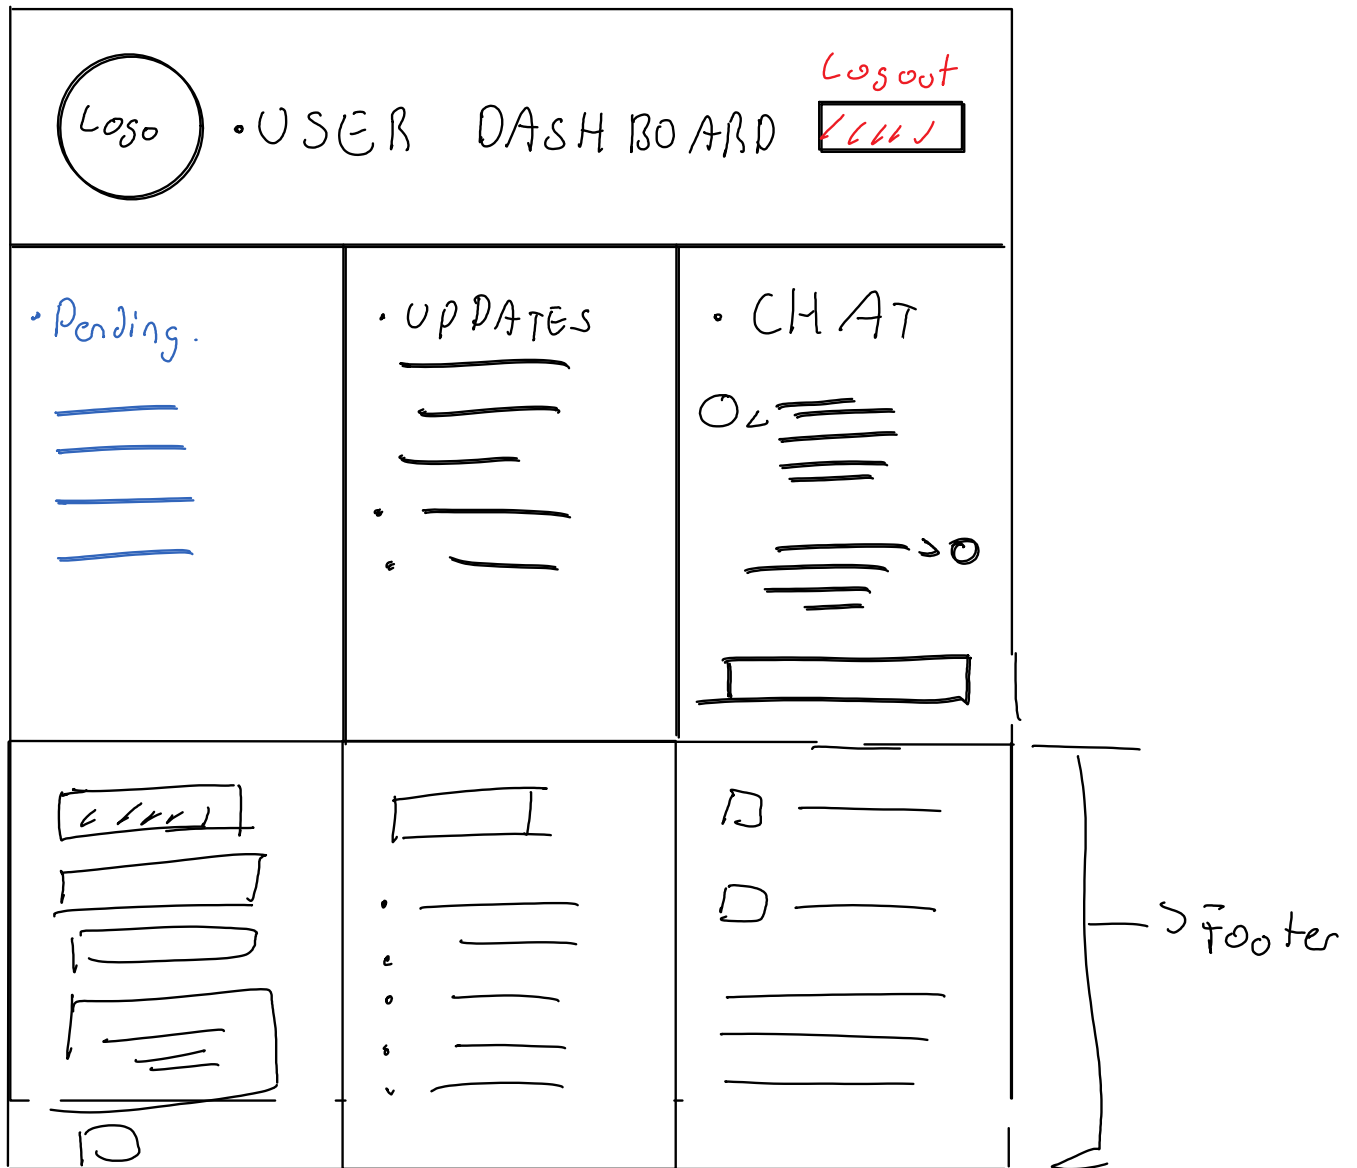 Logout
Logo
• USER DASHBOARD
• Pending.
• UPDATES
• CHAT
Footer